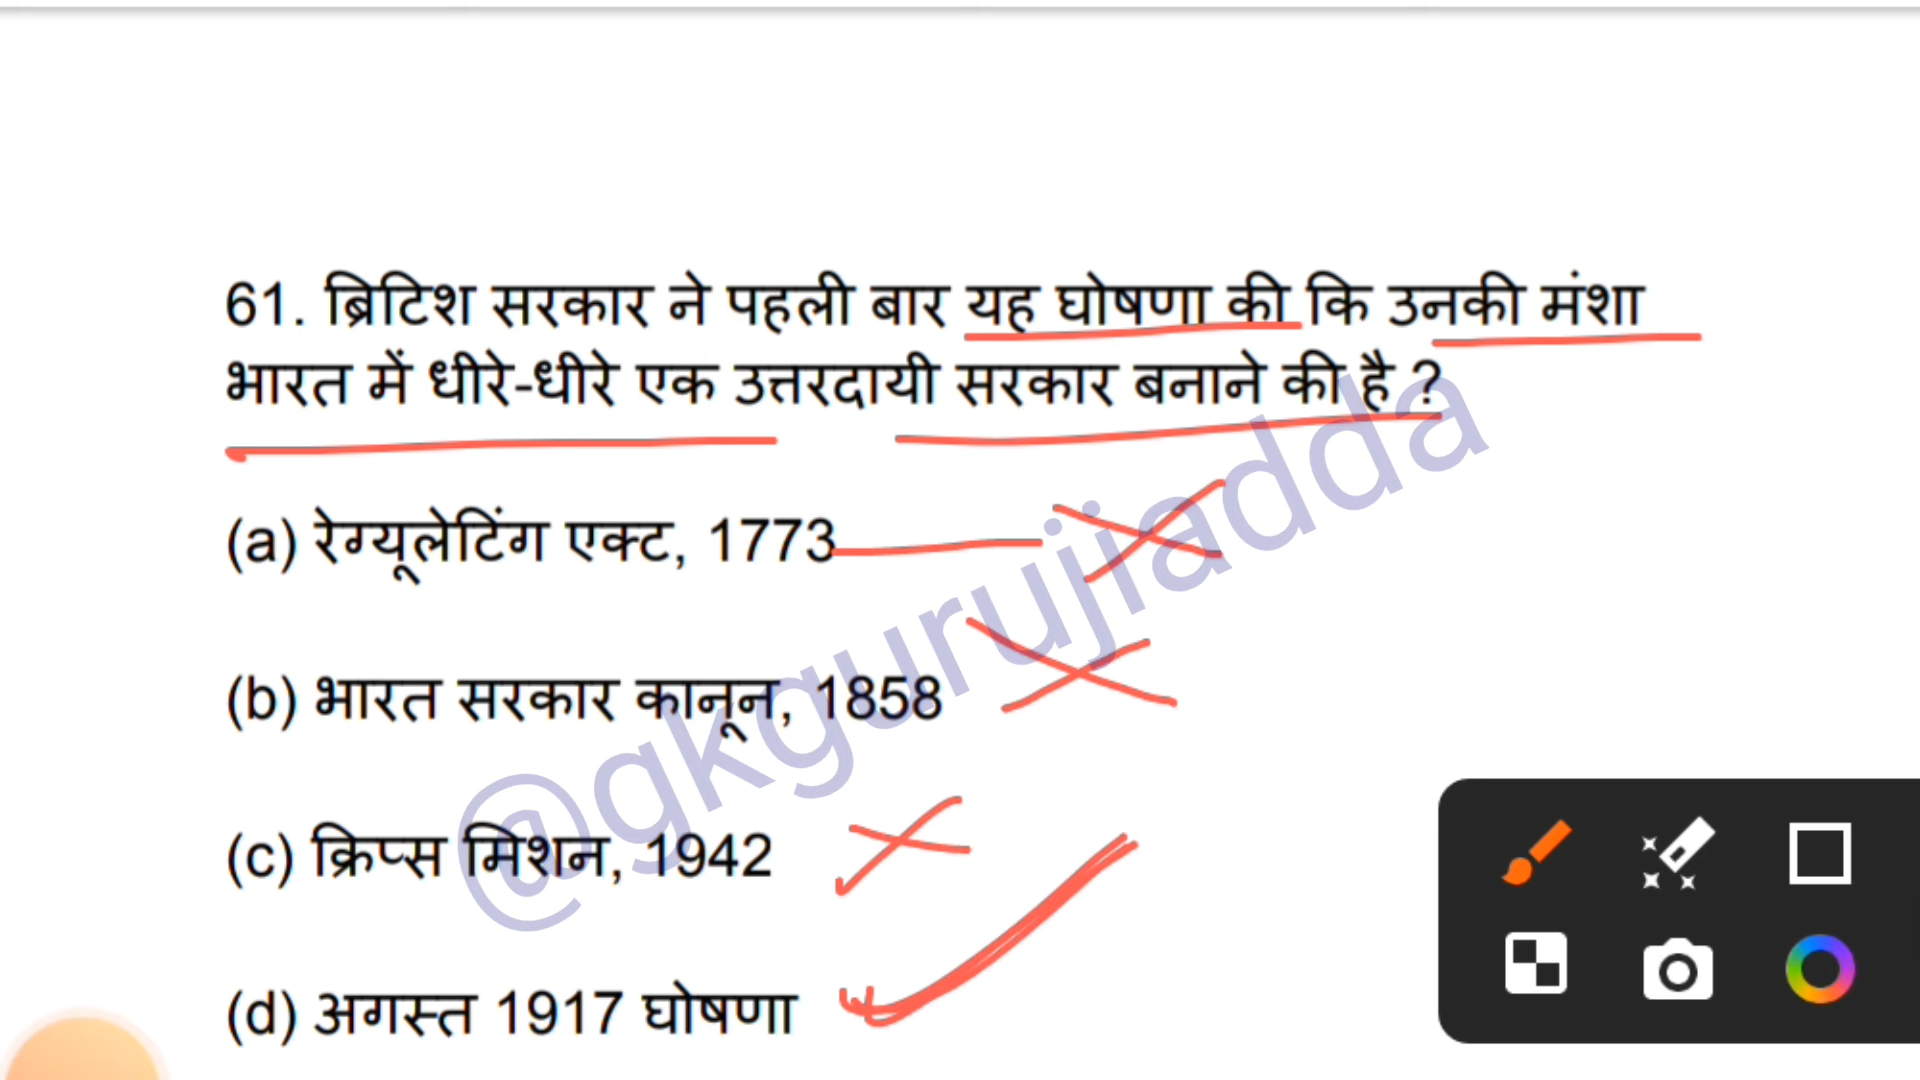 61. ब्रिटिश सरकार ने पहली बार यह घोषणा की कि उनकी मंशा
भारत में धीरे-धीरे एक उत्तरदायी सरकार बनाने की है ?
(a) रेग्यूलेटिंग एक्ट, 1773
(b) भारत सरकार कानून, 1858
(c) क्रिप्स मिशन, 1942
(d) अगस्त 1917 घोषणा
@gkgurujiadda